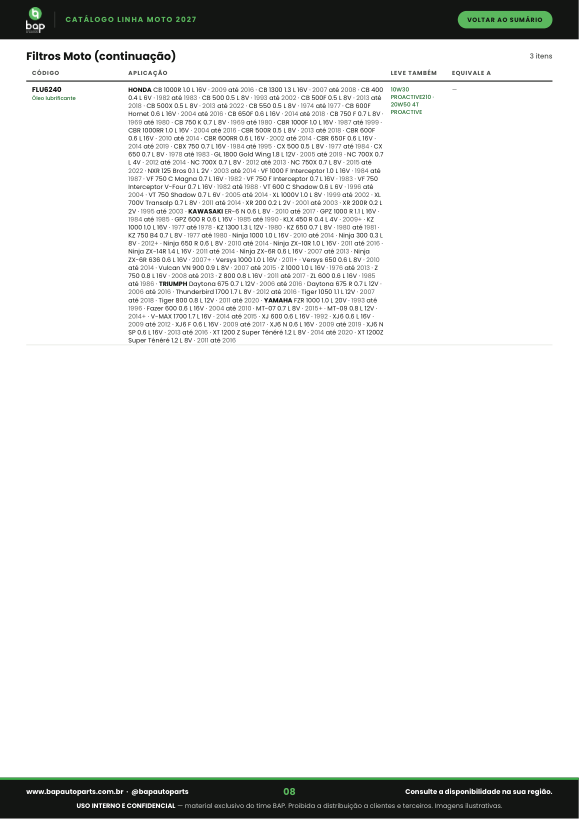 bap
CATÁLOGO LINHA MOTO 2027
VOLTAR AO SUMÁRIO
Filtros Moto (continuação)
3 itens
CÓDIGO
APLICAÇÃO
LEVE TAMBÉM
EQUIVALE A
FLU6240
Óleo lubrificante
HONDA CB 1000R 1.0 L 16V · 2009 até 2016 · CB 1300 1.3 L 16V · 2007 até 2008 · CB 400
0.4 L 6V · 1982 até 1983 · CB 500 0.5 L 8V · 1993 até 2002 · CB 500F 0.5 L 8V · 2013 até
2018 · CB 500X 0.5 L 8V · 2013 até 2022 · CB 550 0.5 L 8V · 1974 até 1977 · CB 600F
Hornet 0.6 L 16V · 2004 até 2016 · CB 650F 0.6 L 16V · 2014 até 2018 · CB 750 F 0.7 L 8V ·
1969 até 1980 · CB 750 K 0.7 L 8V · 1969 até 1980 · CBR 1000F 1.0 L 16V · 1987 até 1999 ·
CBR 1000RR 1.0 L 16V · 2004 até 2016 · CBR 500R 0.5 L 8V · 2013 até 2018 · CBR 600F
0.6 L 16V · 2010 até 2014 · CBR 600RR 0.6 L 16V · 2002 até 2014 · CBR 650F 0.6 L 16V ·
2014 até 2019 · CBX 750 0.7 L 16V · 1984 até 1995 · CX 500 0.5 L 8V · 1977 até 1984 · CX
650 0.7 L 8V · 1978 até 1983 · GL 1800 Gold Wing 1.8 L 12V · 2005 até 2019 · NC 700X 0.7
L 4V · 2012 até 2014 · NC 700X 0.7 L 8V · 2012 até 2013 · NC 750X 0.7 L 8V · 2015 até
2022 · NXR 125 Bros 0.1 L 2V · 2003 até 2014 · VF 1000 F Interceptor 1.0 L 16V · 1984 até
1987 · VF 750 C Magna 0.7 L 16V · 1982 · VF 750 F Interceptor 0.7 L 16V · 1983 · VF 750
Interceptor V-Four 0.7 L 16V · 1982 até 1988 · VT 600 C Shadow 0.6 L 6V · 1996 até
2004 · VT 750 Shadow 0.7 L 6V · 2005 até 2014 · XL 1000V 1.0 L 8V · 1999 até 2002 · XL
700V Transalp 0.7 L 8V · 2011 até 2014 · XR 200 0.2 L 2V · 2001 até 2003 · XR 200R 0.2 L
2V · 1995 até 2003 · KAWASAKI ER-6 N 0.6 L 8V · 2010 até 2017 · GPZ 1000 R 1.1 L 16V ·
1984 até 1985 · GPZ 600 R 0.6 L 16V · 1985 até 1990 · KLX 450 R 0.4 L 4V · 2009+ · KZ
1000 1.0 L 16V · 1977 até 1978 · KZ 1300 1.3 L 12V · 1980 · KZ 650 0.7 L 8V · 1980 até 1981 ·
KZ 750 B4 0.7 L 8V · 1977 até 1980 · Ninja 1000 1.0 L 16V · 2010 até 2014 · Ninja 300 0.3 L
8V · 2012+ · Ninja 650 R 0.6 L 8V · 2010 até 2014 · Ninja ZX-10R 1.0 L 16V · 2011 até 2016 ·
Ninja ZX-14R 1.4 L 16V · 2011 até 2014 · Ninja ZX-6R 0.6 L 16V · 2007 até 2013 · Ninja
ZX-6R 636 0.6 L 16V · 2007+ · Versys 1000 1.0 L 16V · 2011+ · Versys 650 0.6 L 8V · 2010
até 2014 · Vulcan VN 900 0.9 L 8V · 2007 até 2015 · Z 1000 1.0 L 16V · 1976 até 2013 · Z
750 0.8 L 16V · 2008 até 2013 · Z 800 0.8 L 16V · 2011 até 2017 · ZL 600 0.6 L 16V · 1985
até 1986 · TRIUMPH Daytona 675 0.7 L 12V · 2006 até 2016 · Daytona 675 R 0.7 L 12V ·
2006 até 2016 · Thunderbird 1700 1.7 L 8V · 2012 até 2016 · Tiger 1050 1.1 L 12V · 2007
até 2018 · Tiger 800 0.8 L 12V · 2011 até 2020 · YAMAHA FZR 1000 1.0 L 20V · 1993 até
1996 · Fazer 600 0.6 L 16V · 2004 até 2010 · MT-07 0.7 L 8V · 2015+ · MT-09 0.8 L 12V ·
2014+ · V-MAX 1700 1.7 L 16V · 2014 até 2015 · XJ 600 0.6 L 16V · 1992 · XJ6 0.6 L 16V ·
2009 até 2012 · XJ6 F 0.6 L 16V · 2009 até 2017 · XJ6 N 0.6 L 16V · 2009 até 2019 · XJ6 N
SP 0.6 L 16V · 2013 até 2016 · XT 1200 Z Super Ténéré 1.2 L 8V · 2014 até 2020 · XT 1200Z
Super Ténéré 1.2 L 8V · 2011 até 2016
10W30
PROACTIVE210 ·
20W50 4T
PROACTIVE
—
www.bapautoparts.com.br · @bapautoparts
08
Consulte a disponibilidade na sua região.
USO INTERNO E CONFIDENCIAL — material exclusivo do time BAP. Proibida a distribuição a clientes e terceiros. Imagens ilustrativas.